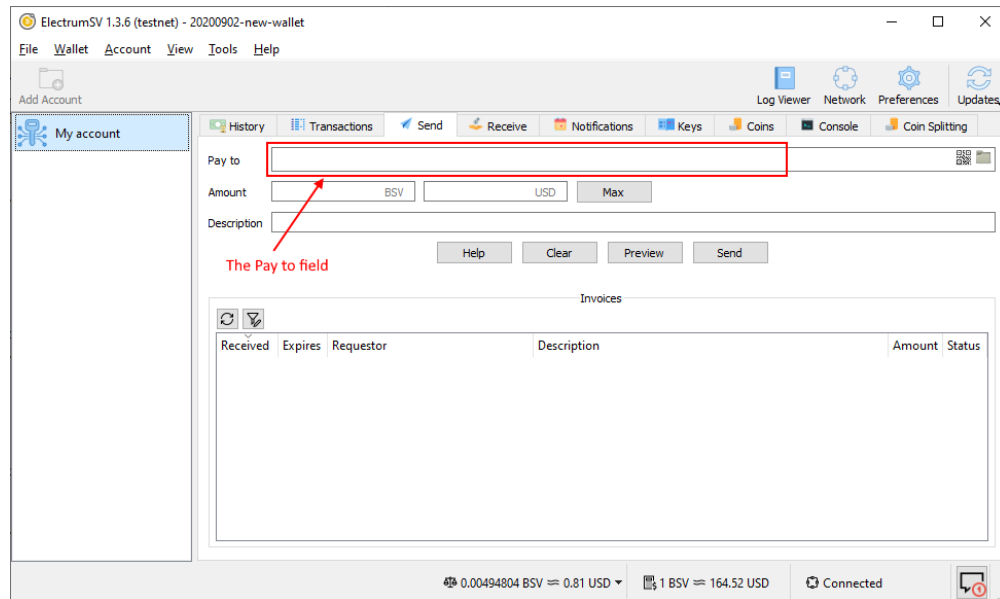 ElectrumSV 1.3.6 (testnet) - 20200902-new-wallet
File Wallet Account View Tools Help
Add Account Log Viewer Network Preferences Updates
My account
History Transactions Send Receive Notifications Keys Coins Console Coin Splitting
Pay to
Amount BSV USD Max
Description
Help Clear Preview Send
The Pay to field
Invoices
Received Expires Requestor Description Amount Status
0.00494804 BSV ≈ 0.81 USD 1 BSV ≈ 164.52 USD Connected 1